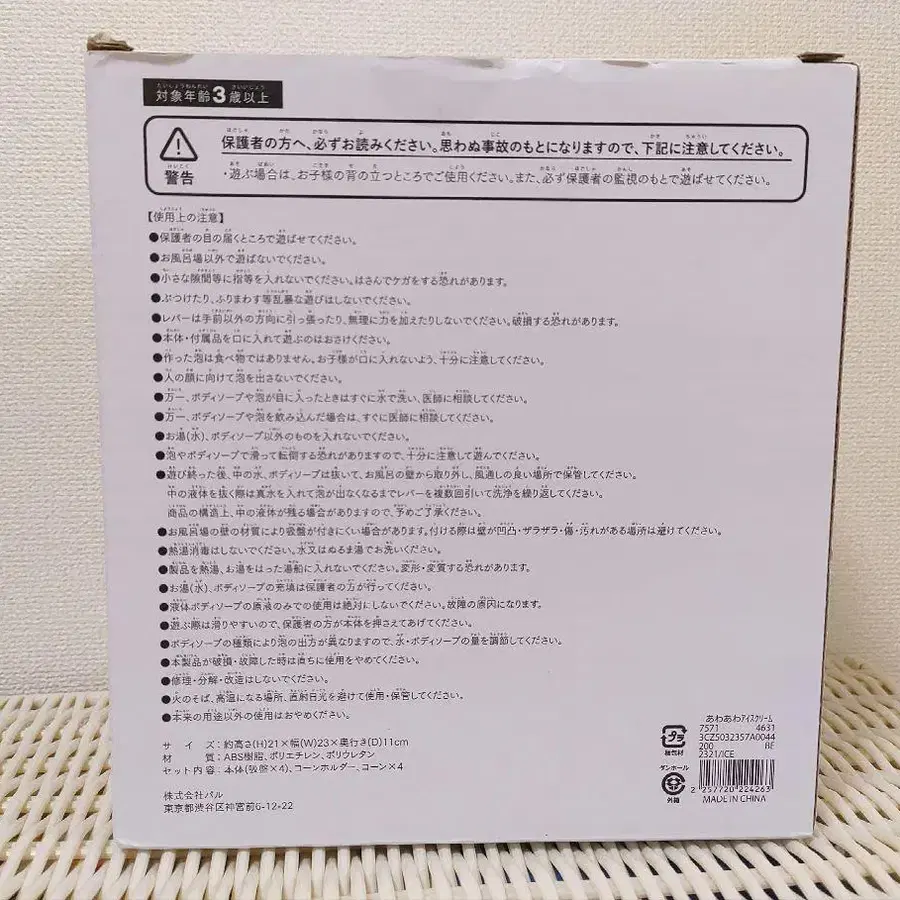 対象年齢3歳以上
保護者の方へ、必ずお読みください。思わぬ事故のもとになりますので、下記に注意してください。
警告
・遊ぶ場合は、お子様の背の立つところでご使用ください。また、必ず保護者の監視のもとで遊ばせてください。
【使用上の注意】
●保護者の目の届くところで遊ばせてください。
●お風呂場以外で遊ばないでください。
●小さな隙間等に指等を入れないでください。はさんでケガをする恐れがあります。
●ぶつけたり、ふりまわす等乱暴な遊びはしないでください。
●レバーは手前以外の方向に引っ張ったり、無理に力を加えたりしないでください。破損する恐れがあります。
●本体・付属品を口に入れて遊ぶのはおさけください。
●作った泡は食べ物ではありません。お子様が口に入れないよう、十分に注意してください。
●人の顔に向けて泡を出さないでください。
●万一、ボディソープや泡が目に入ったときはすぐに水で洗い、医師に相談してください。
●万一、ボディソープや泡を飲み込んだ場合は、すぐに医師に相談してください。
●お湯(水)、ボディソープ以外のものを入れないでください。
●泡やボディソープで滑って転倒する恐れがありますので、十分に注意して遊んでください。
●遊び終った後、中の水、ボディソープは抜いて、お風呂の壁から取り外し、風通しの良い場所で保管してください。
中の液体を抜く際は真水を入れて泡が出なくなるまでレバーを複数回引いて洗浄を繰り返してください。
商品の構造上、中の液体が残る場合がありますので、予めご了承ください。
●お風呂場の壁の材質により吸盤が付きにくい場合があります。付ける際は壁が凹凸・ザラザラ・傷・汚れがある場所は避けてください。
●熱湯消毒はしないでください。水又はぬるま湯でお洗いください。
●製品を熱湯、お湯をはった湯船に入れないでください。変形・変質する恐れがあります。
●お湯(水)、ボディソープの充填は保護者の方が行ってください。
●液体ボディソープの原液のみでの使用は絶対にしないでください。故障の原因になります。
●遊ぶ際は滑りやすいので、保護者の方が本体を押さえてあげてください。
●ボディソープの種類により泡の出方が異なりますので、水・ボディソープの量を調節してください。
●本製品が破損・故障した時は直ちに使用をやめてください。
●修理・分解・改造はしないでください。
●火のそば、高温になる場所、直射日光を避けて使用・保管してください。
●本来の用途以外の使用はおやめください。
サイズ：約高さ(H)21×幅(W)23×奥行き(D)11cm
材質：ABS樹脂、ポリエチレン、ポリウレタン
セット内容：本体(吸盤×4)、コーンホルダー、コーン×4
株式会社パル
東京都渋谷区神宮前6-12-22
プラ
梱包材
ダンボール
外箱
あわあわアイスクリーム
7571 4631
3CZ5032357A0044
200 BE
2321/ICE
2 257720 224263
MADE IN CHINA